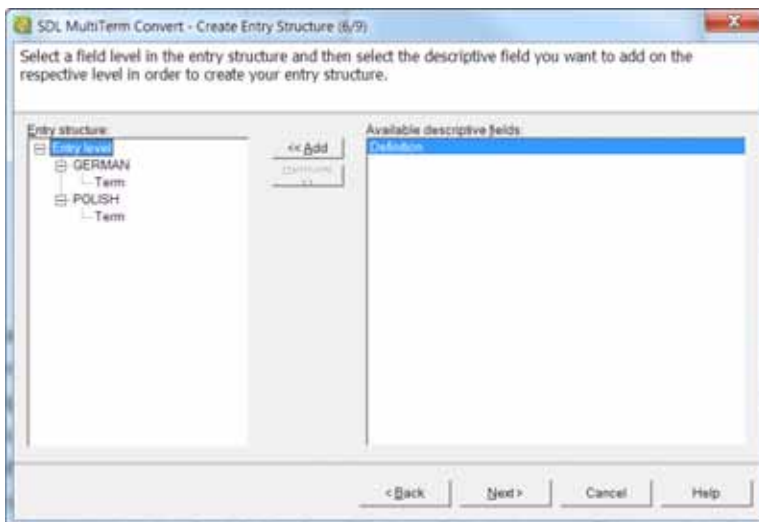 SDL MultiTerm Convert - Create Entry Structure (6/9)
Select a field level in the entry structure and then select the descriptive field you want to add on the
respective level in order to create your entry structure.
Entry structure:
Available descriptive fields:
Entry level
GERMAN
Term
POLISH
Term
<< Add
Definition
< Back
Next >
Cancel
Help